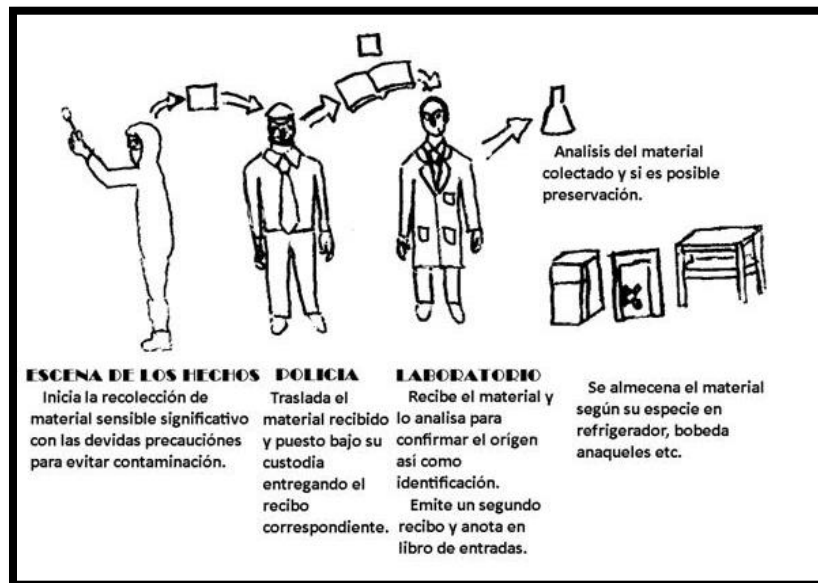 Analisis del material
colectado y si es posible
preservación.
ESCENA DE LOS HECHOS
Inicia la recolección de
material sensible significativo
con las devidas precauciónes
para evitar contaminación.
POLICIA
Traslada el
material recibido
y puesto bajo su
custodia
entregando el
recibo
correspondiente.
LABORATORIO
Recibe el material y
lo analisa para
confirmar el orígen
así como
identificación.
Emite un segundo
recibo y anota en
libro de entradas.
Se almecena el material
según su especie en
refrigerador, bobeda
anaqueles etc.